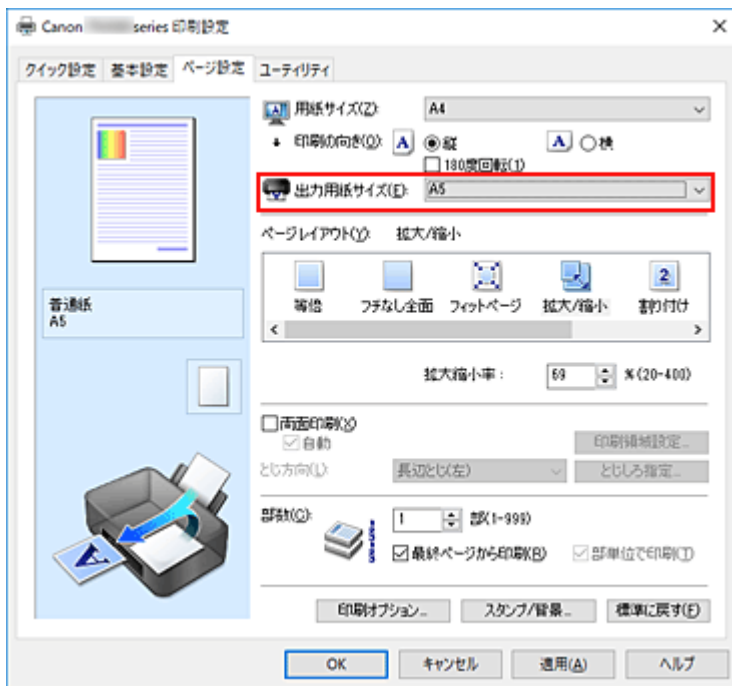 Canon series 印刷設定
クイック設定 基本設定 ページ設定 ユーティリティ
用紙サイズ(Z): A4
印刷の向き(O): A 縦 A 横
180度回転(1)
出力用紙サイズ(E): A5
ページレイアウト(Y): 拡大/縮小
2
等倍 フチなし全面 フィットページ 拡大/縮小 割り付け
普通紙
A5
拡大縮小率: 69 % (20-400)
両面印刷(X)
自動 印刷領域設定...
とじ方向(L): 長辺とじ(左) とじしろ指定...
部数(C): 1 部(1-999)
最終ページから印刷(R) 部単位で印刷(T)
印刷オプション... スタンプ/背景... 標準に戻す(F)
OK キャンセル 適用(A) ヘルプ